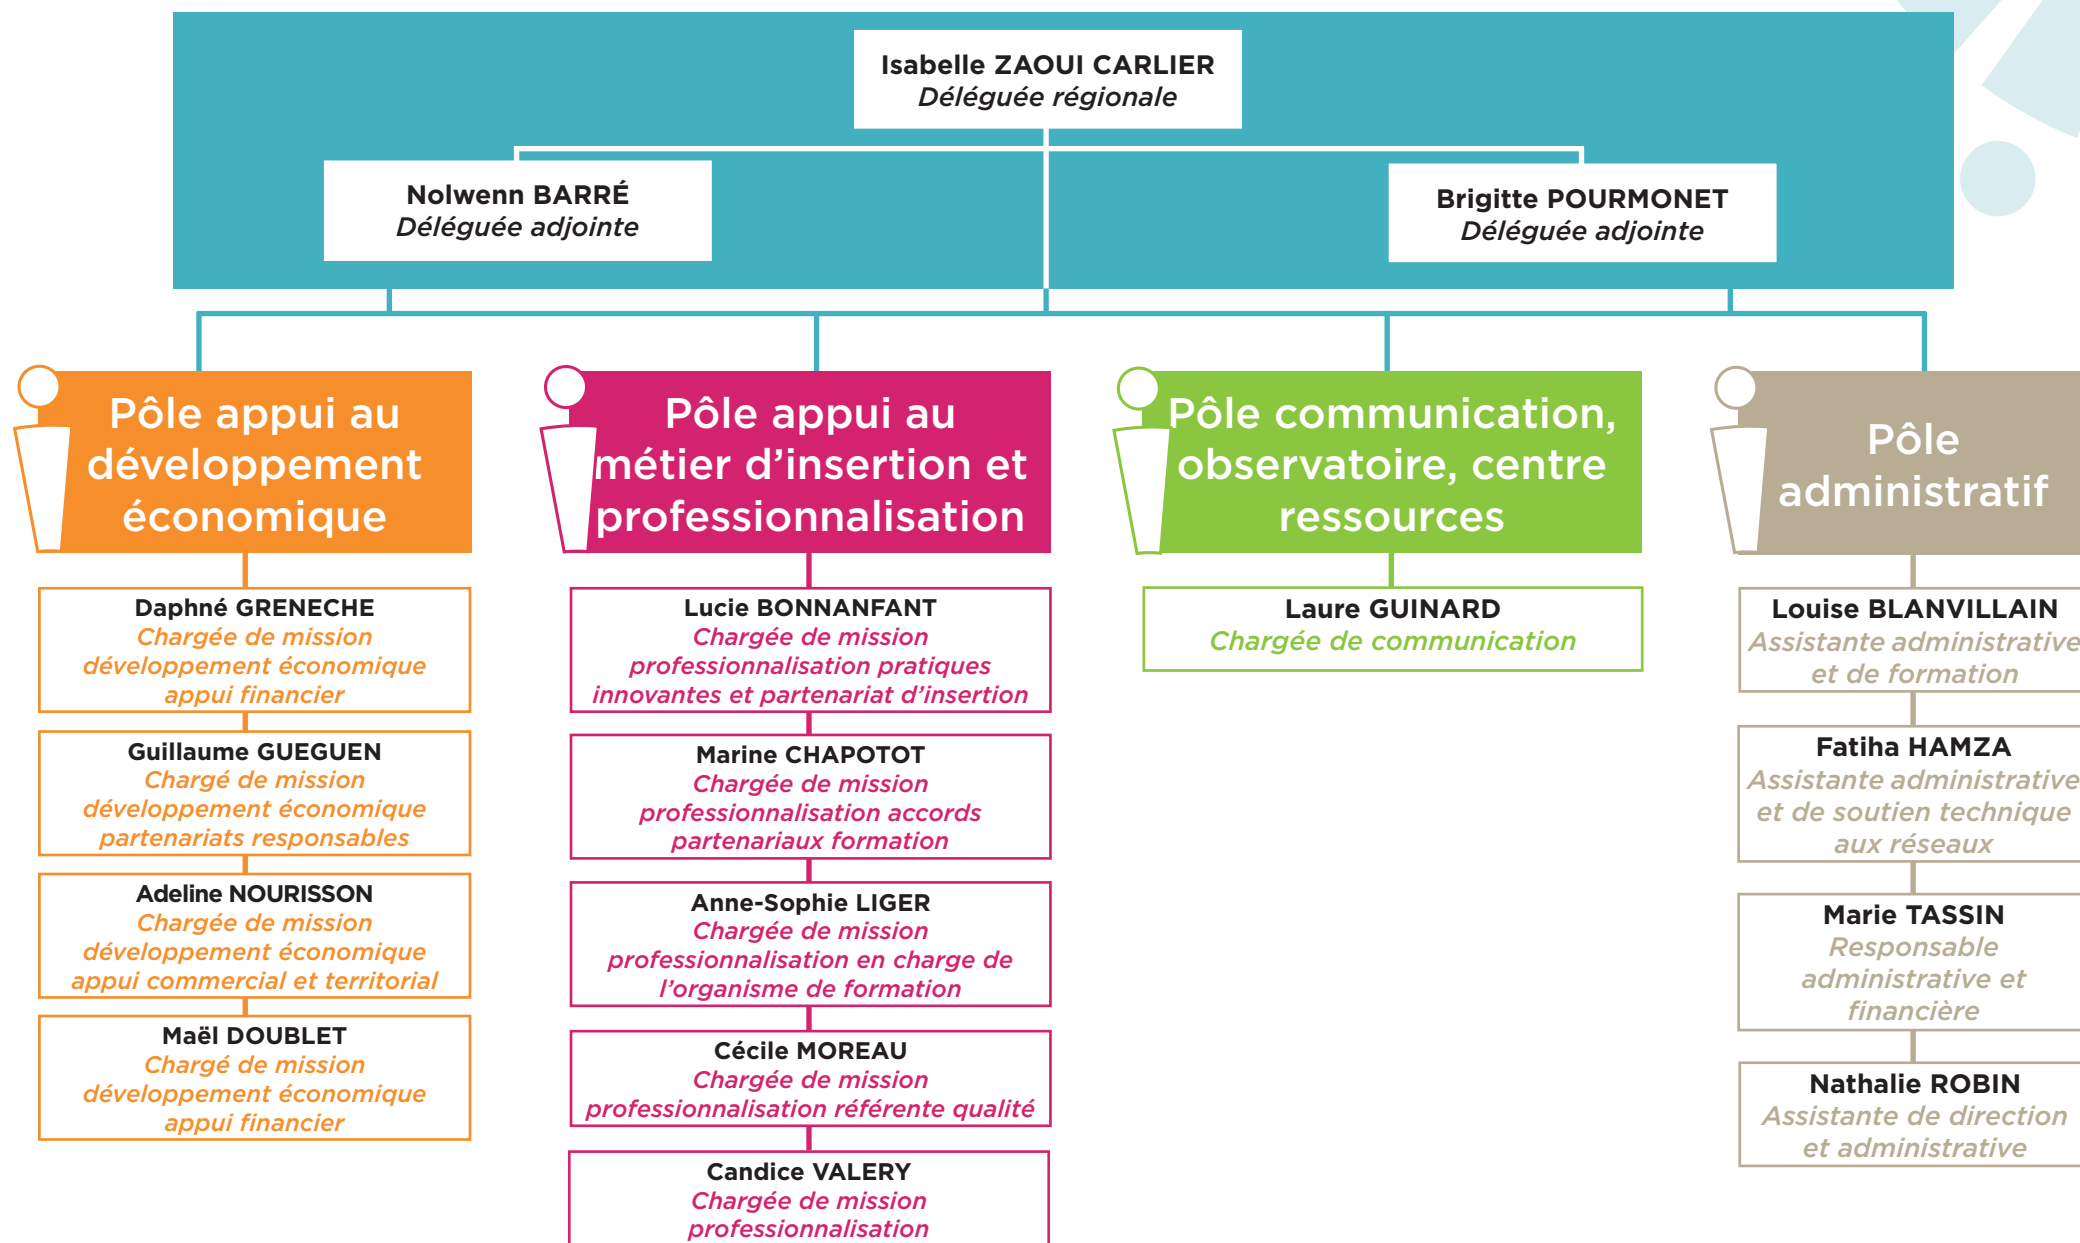 Isabelle ZAOUI CARLIER
Déléguée régionale
Nolwenn BARRÉ
Déléguée adjointe
Brigitte POURMONET
Déléguée adjointe
Pôle appui au
développement
économique
Daphné GRENECHE
Chargée de mission
développement économique
appui financier
Guillaume GUEGUEN
Chargé de mission
développement économique
partenariats responsables
Adeline NOURISSON
Chargée de mission
développement économique
appui commercial et territorial
Maël DOUBLET
Chargé de mission
développement économique
appui financier
Pôle appui au
métier d’insertion et
professionnalisation
Lucie BONNANFANT
Chargée de mission
professionnalisation pratiques
innovantes et partenariat d’insertion
Marine CHAPOTOT
Chargée de mission
professionnalisation accords
partenariaux formation
Anne-Sophie LIGER
Chargée de mission
professionnalisation en charge de
l’organisme de formation
Cécile MOREAU
Chargée de mission
professionnalisation référente qualité
Candice VALERY
Chargée de mission
professionnalisation
Pôle communication,
observatoire, centre
ressources
Laure GUINARD
Chargée de communication
Pôle
administratif
Louise BLANVILLAIN
Assistante administrative
et de formation
Fatiha HAMZA
Assistante administrative
et de soutien technique
aux réseaux
Marie TASSIN
Responsable
administrative et
financière
Nathalie ROBIN
Assistante de direction
et administrative